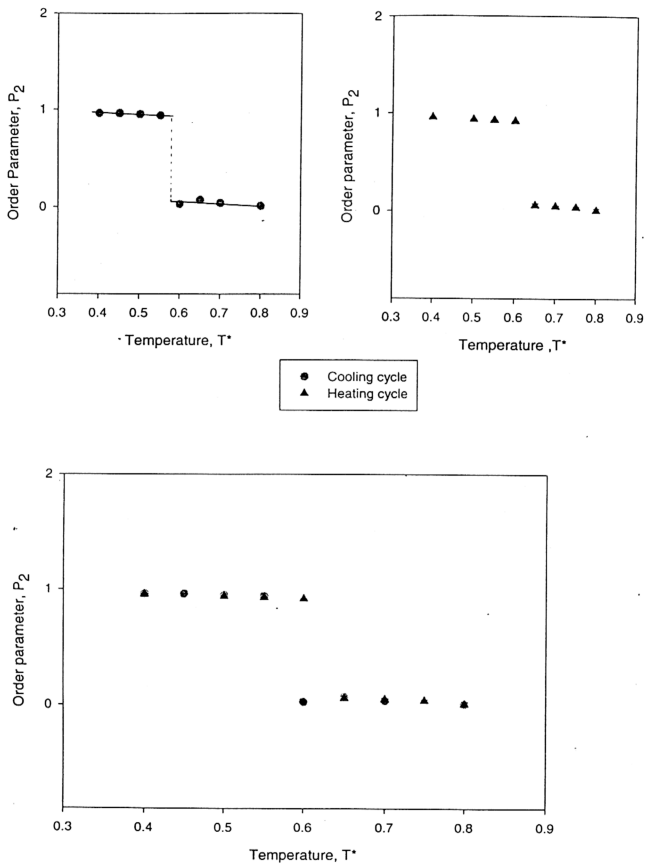 2
1
0
Order Parameter, P2
0.3 0.4 0.5 0.6 0.7 0.8 0.9
Temperature, T*
2
1
0
Order parameter, P2
0.3 0.4 0.5 0.6 0.7 0.8 0.9
Temperature ,T*
Cooling cycle
Heating cycle
2
1
0
Order parameter, P2
0.3 0.4 0.5 0.6 0.7 0.8 0.9
Temperature, T*